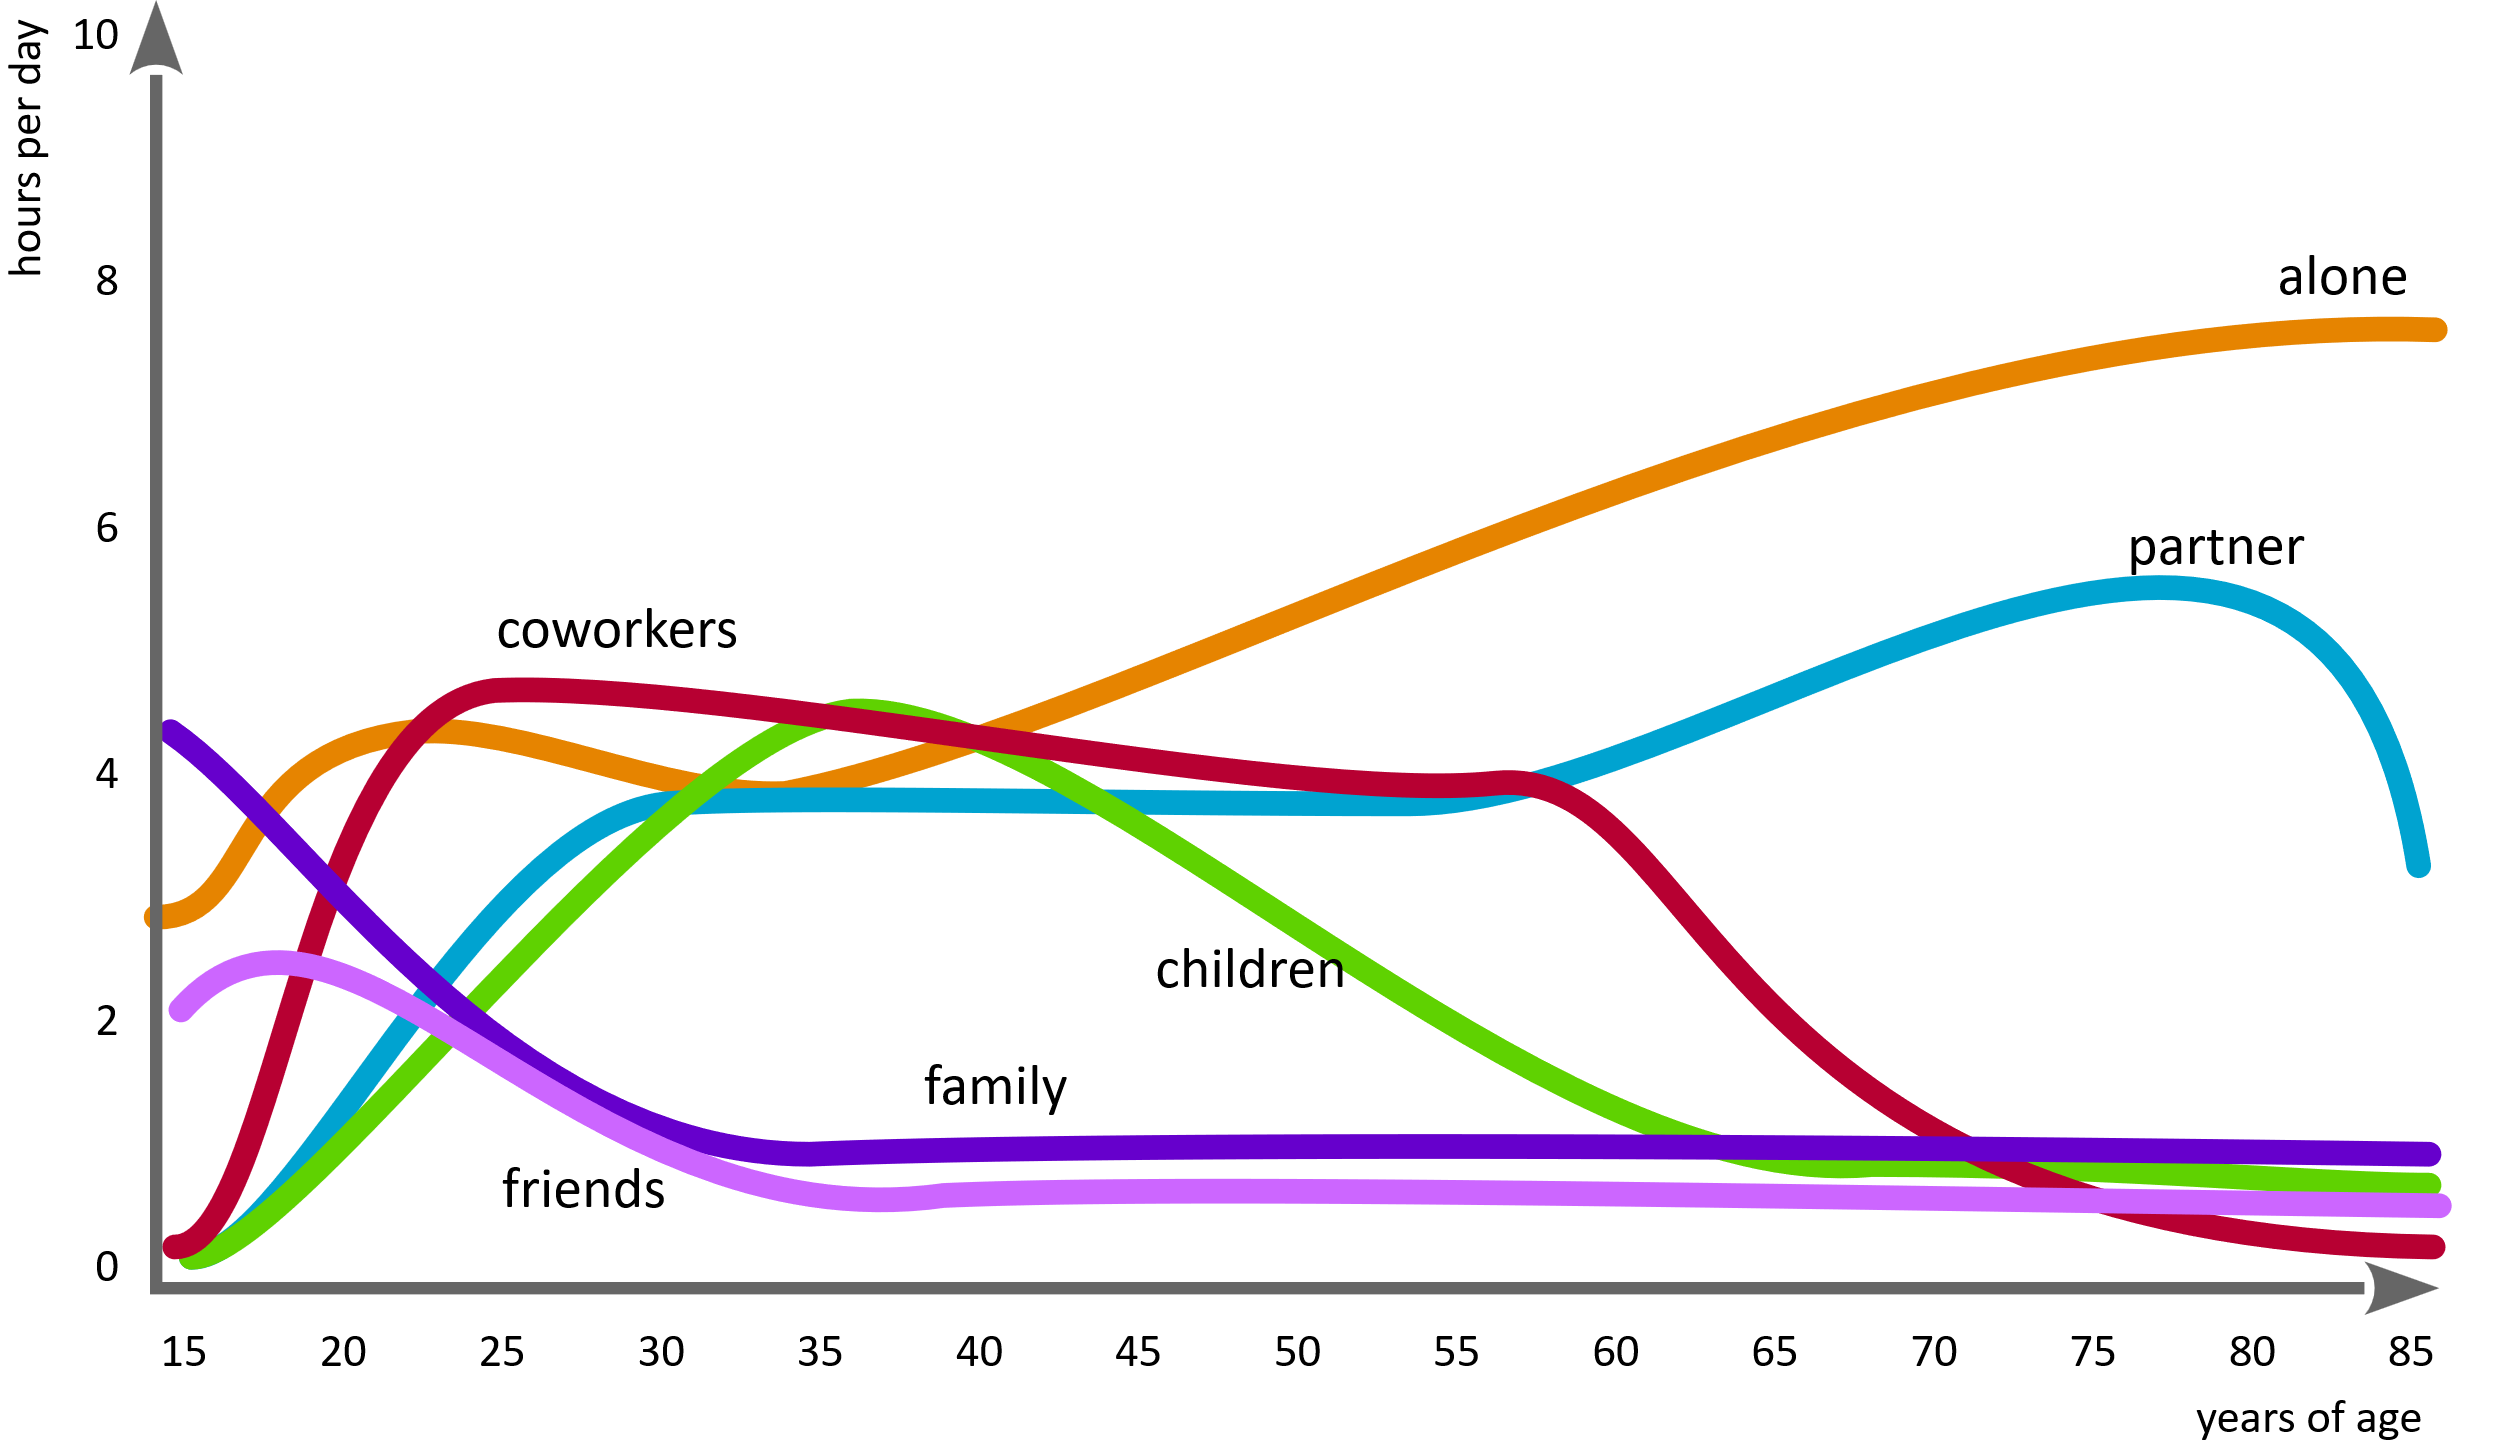 hours per day
10
8
6
4
2
0
alone
partner
coworkers
children
family
friends
15 20 25 30 35 40 45 50 55 60 65 70 75 80 85
years of age